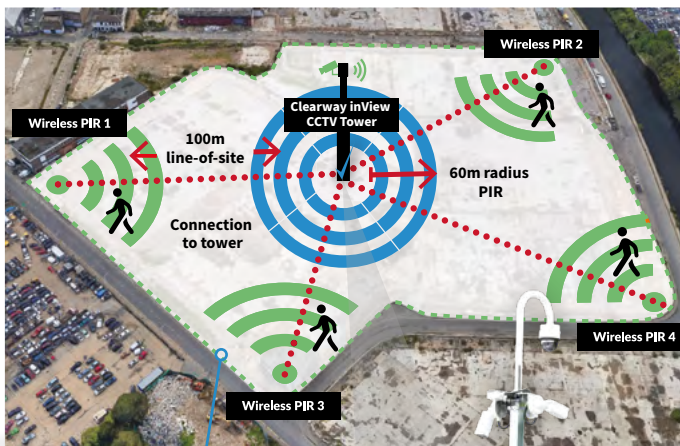 Wireless PIR 2
Clearway inView
CCTV Tower
Wireless PIR 1
100m
line-of-site
60m radius
PIR
Connection
to tower
Wireless PIR 4
Wireless PIR 3